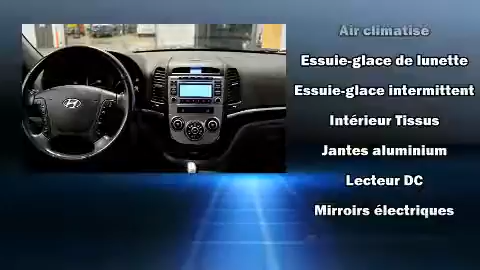 Air climatisé
Essuie-glace de lunette
Essuie-glace intermittent
Intérieur Tissus
Jantes aluminium
Lecteur DC
Mirroirs électriques